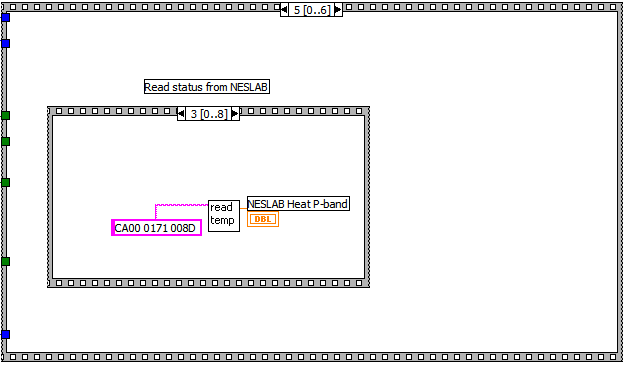 5 [0..6]
Read status from NESLAB
3 [0..8]
read
temp
NESLAB Heat P-band
DBL
CA00 0171 008D